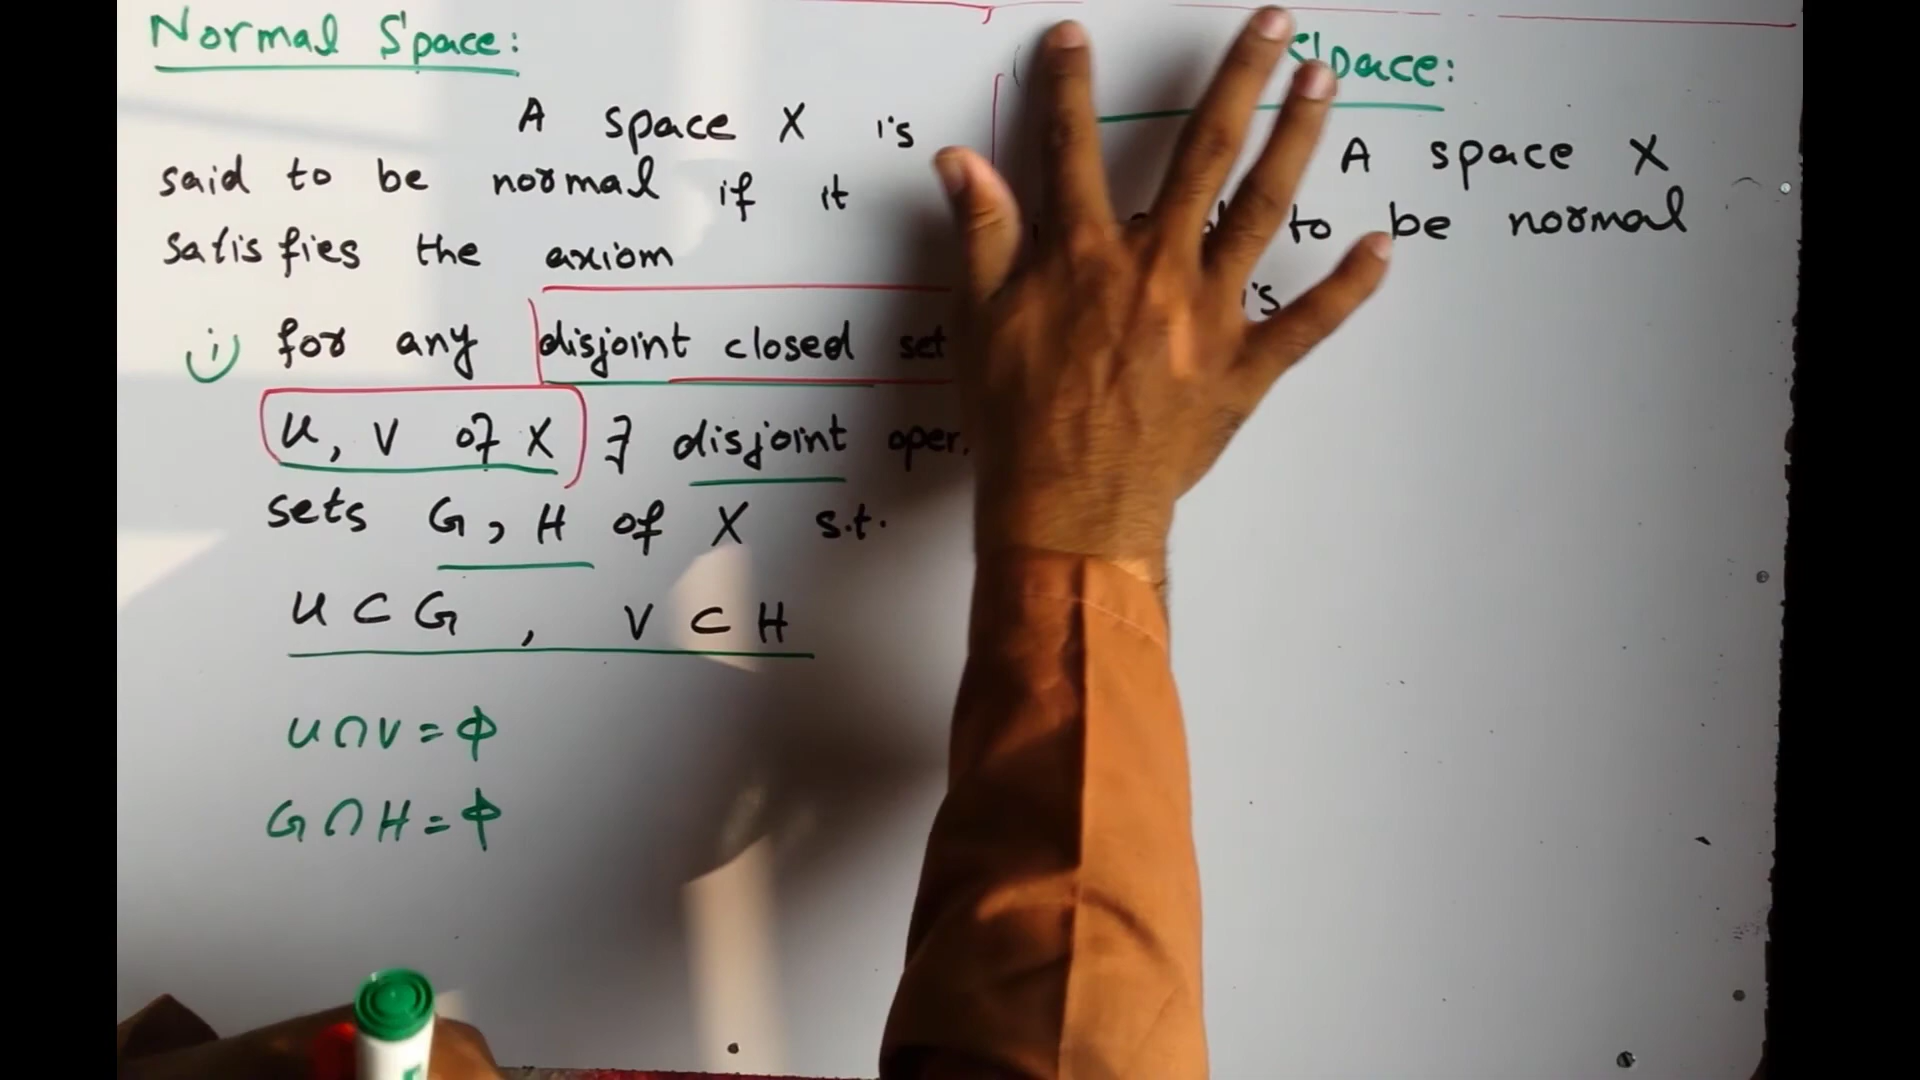 Normal Space:
A space X is
said to be normal if it
satisfies the axiom
i) for any disjoint closed set
U, V of X ∃ disjoint
sets G, H of X s.t.
U ⊂ G , V ⊂ H
U ∩ V = ϕ
G ∩ H = ϕ
Space:
A space X
to be normal
is